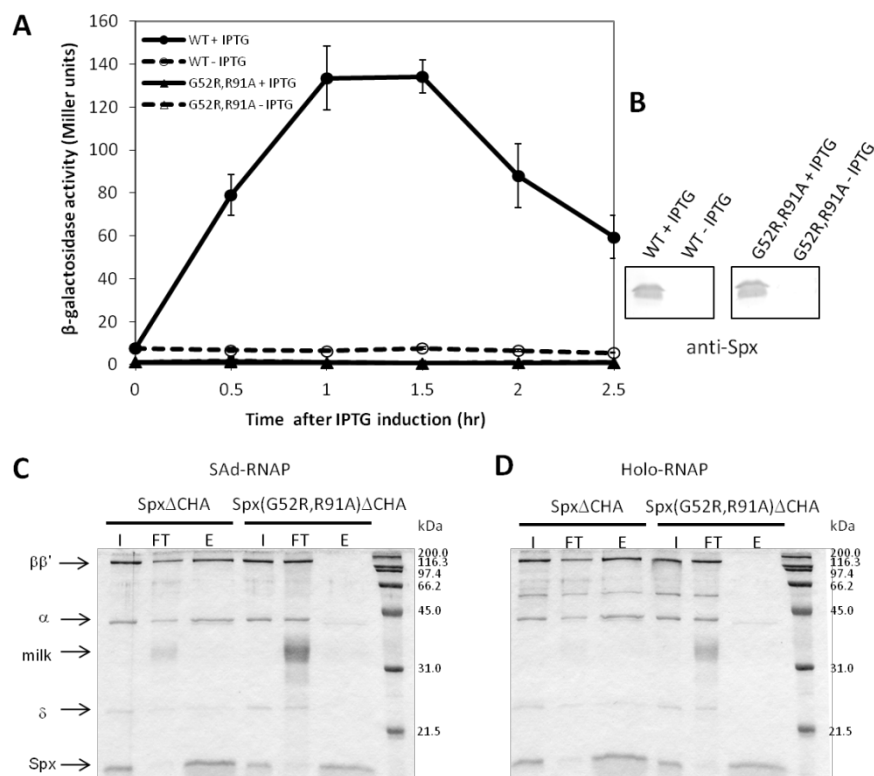 A
160
140
120
100
80
60
40
20
0
β-galactosidase activity (Miller units)
WT + IPTG
WT - IPTG
G52R,R91A + IPTG
G52R,R91A - IPTG
0 0.5 1 1.5 2 2.5
Time after IPTG induction (hr)
B
WT + IPTG
WT - IPTG
G52R,R91A + IPTG
G52R,R91A - IPTG
anti-Spx
C
SAd-RNAP
SpxΔCHA Spx(G52R,R91A)ΔCHA
I FT E I FT E
kDa
200.0
116.3
97.4
66.2
45.0
31.0
21.5
ββ'
α
milk
δ
Spx
D
Holo-RNAP
SpxΔCHA Spx(G52R,R91A)ΔCHA
I FT E I FT E
kDa
200.0
116.3
97.4
66.2
45.0
31.0
21.5